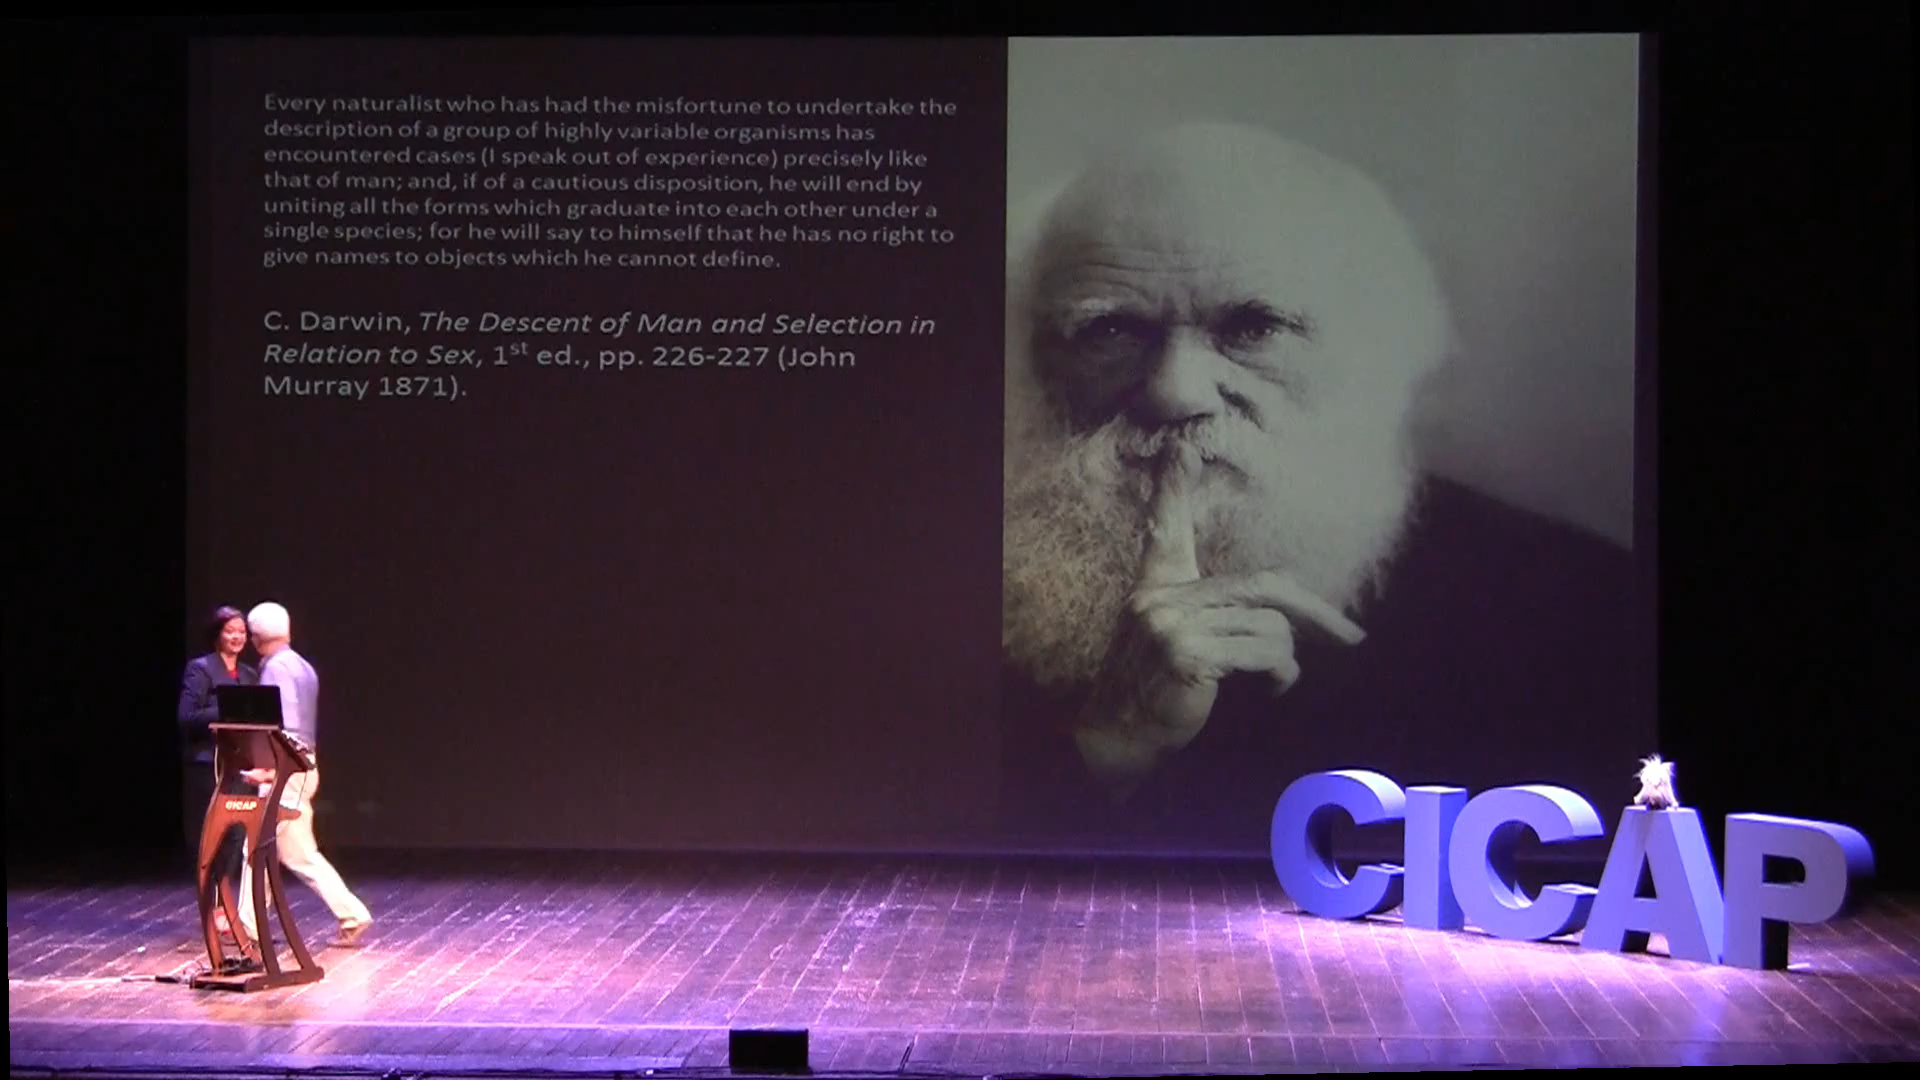 Every naturalist who has had the misfortune to undertake the
description of a group of highly variable organisms has
encountered cases (I speak out of experience) precisely like
that of man; and, if of a cautious disposition, he will end by
uniting all the forms which graduate into each other under a
single species; for he will say to himself that he has no right to
give names to objects which he cannot define.
C. Darwin, The Descent of Man and Selection in
Relation to Sex, 1st ed., pp. 226-227 (John
Murray 1871).
CICAP
CICAP